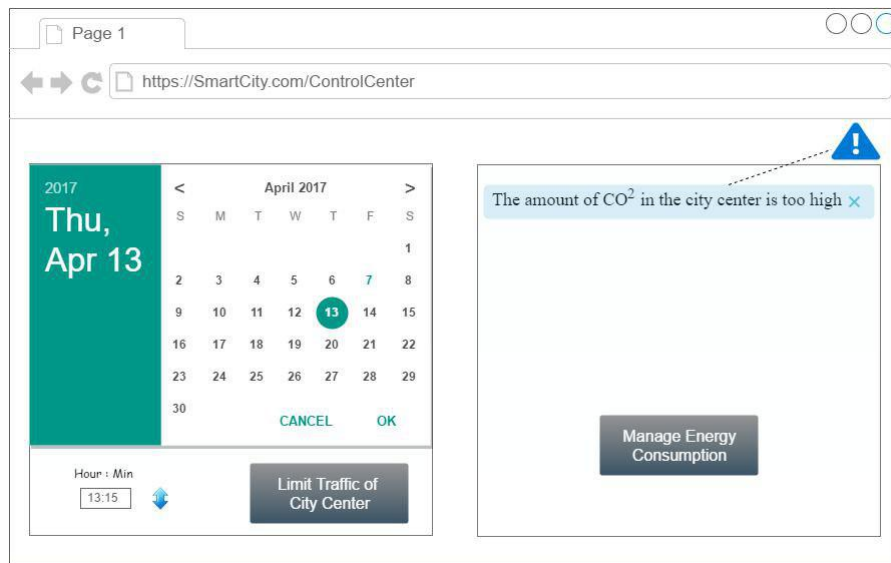 Page 1
https://SmartCity.com/ControlCenter
!
2017
Thu,
Apr 13
< April 2017 >
S M T W T F S
1
2 3 4 5 6 7 8
9 10 11 12 13 14 15
16 17 18 19 20 21 22
23 24 25 26 27 28 29
30
CANCEL OK
Hour : Min
13:15
Limit Traffic of
City Center
The amount of CO² in the city center is too high ×
Manage Energy
Consumption